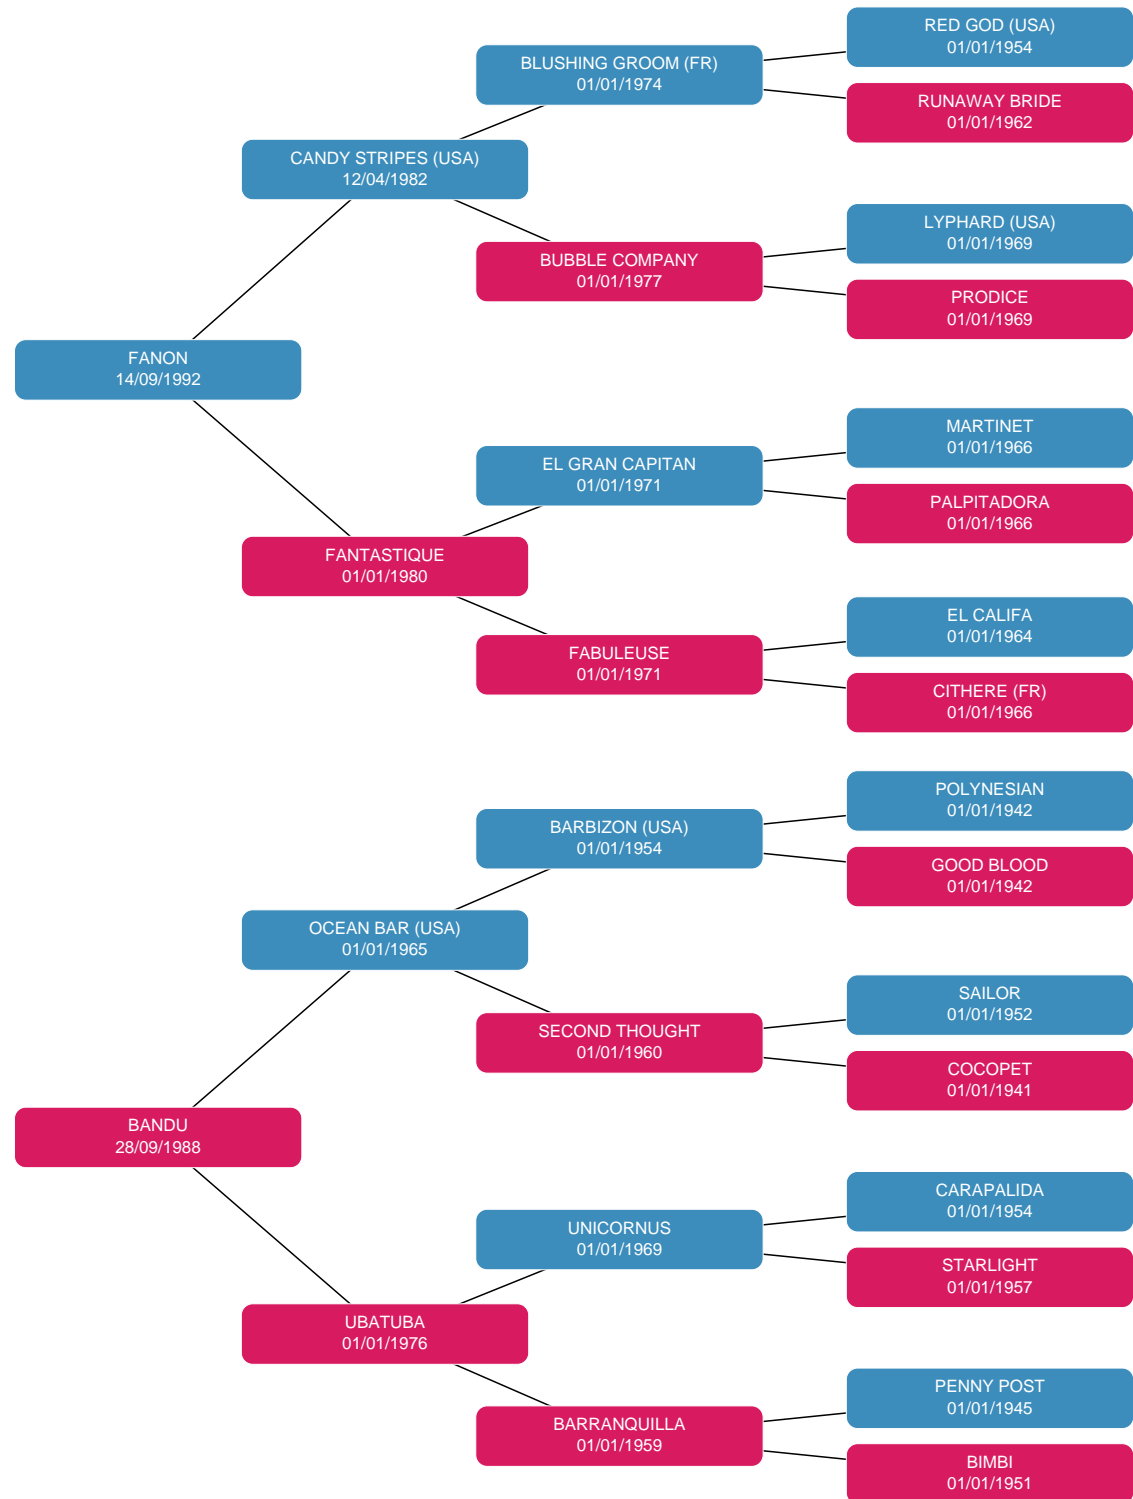 RED GOD (USA)
01/01/1954
BLUSHING GROOM (FR)
01/01/1974
RUNAWAY BRIDE
01/01/1962
CANDY STRIPES (USA)
12/04/1982
LYPHARD (USA)
01/01/1969
BUBBLE COMPANY
01/01/1977
PRODICE
01/01/1969
FANON
14/09/1992
MARTINET
01/01/1966
EL GRAN CAPITAN
01/01/1971
PALPITADORA
01/01/1966
FANTASTIQUE
01/01/1980
EL CALIFA
01/01/1964
FABULEUSE
01/01/1971
CITHERE (FR)
01/01/1966
POLYNESIAN
01/01/1942
BARBIZON (USA)
01/01/1954
GOOD BLOOD
01/01/1942
OCEAN BAR (USA)
01/01/1965
SAILOR
01/01/1952
SECOND THOUGHT
01/01/1960
COCOPET
01/01/1941
BANDU
28/09/1988
CARAPALIDA
01/01/1954
UNICORNUS
01/01/1969
STARLIGHT
01/01/1957
UBATUBA
01/01/1976
PENNY POST
01/01/1945
BARRANQUILLA
01/01/1959
BIMBI
01/01/1951